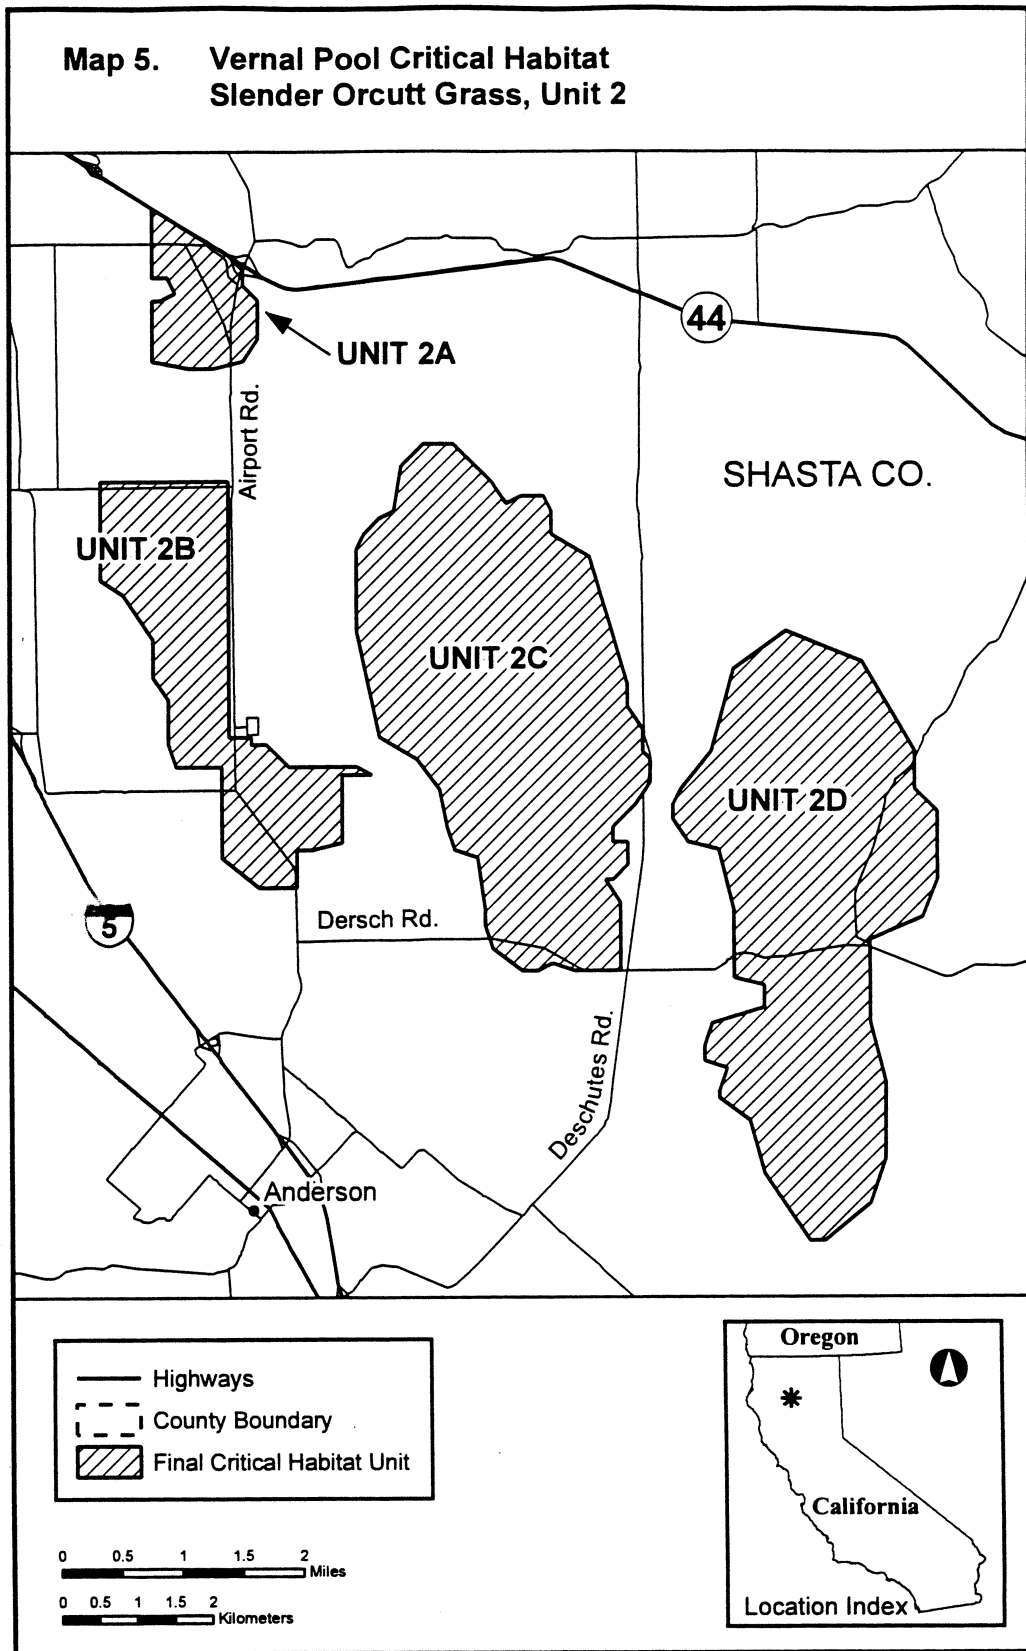 Map 5. Vernal Pool Critical Habitat
Slender Orcutt Grass, Unit 2
44
UNIT 2A
Airport Rd.
SHASTA CO.
UNIT 2B
UNIT 2C
UNIT 2D
5
Dersch Rd.
Deschutes Rd.
Anderson
Highways
County Boundary
Final Critical Habitat Unit
0 0.5 1 1.5 2
Miles
0 0.5 1 1.5 2
Kilometers
Oregon
California
Location Index